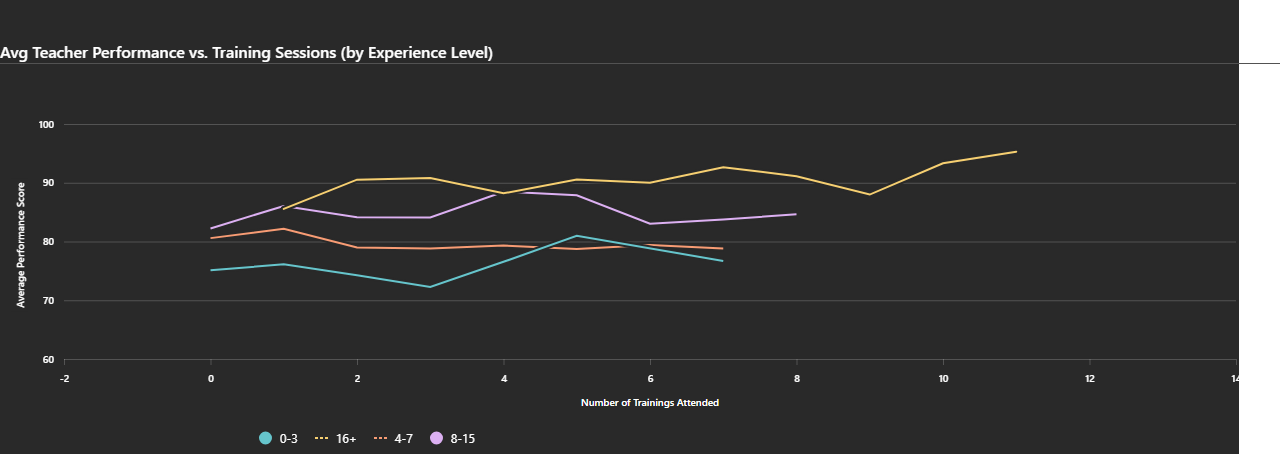 Avg Teacher Performance vs. Training Sessions (by Experience Level)
100
90
80
70
60
Average Performance Score
-2 0 2 4 6 8 10 12 14
Number of Trainings Attended
0-3 16+ 4-7 8-15